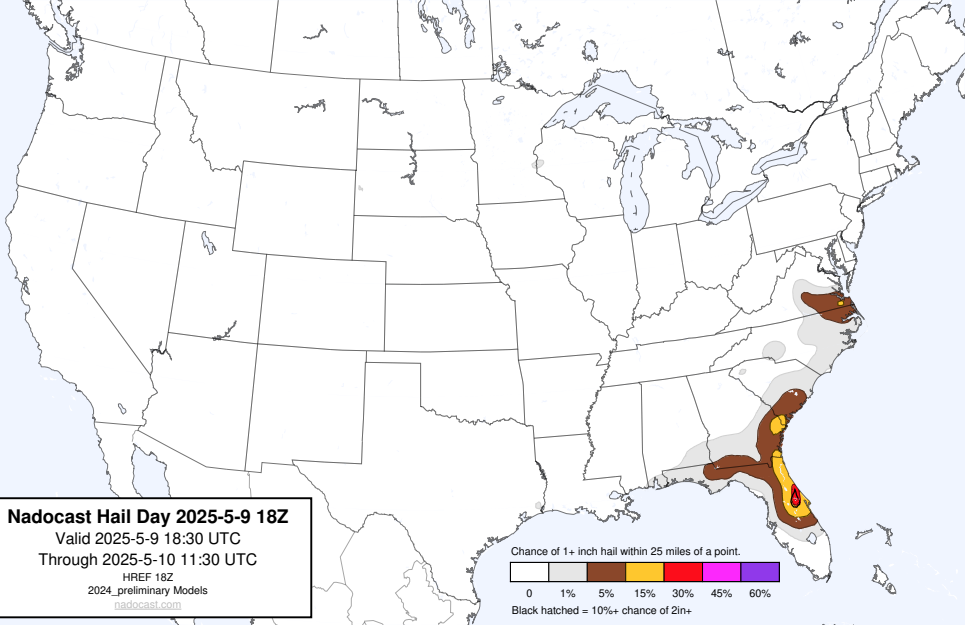 Nadocast Hail Day 2025-5-9 18Z
Valid 2025-5-9 18:30 UTC
Through 2025-5-10 11:30 UTC
HREF 18Z
2024_preliminary Models
nadocast.com
Chance of 1+ inch hail within 25 miles of a point.
0 1% 5% 15% 30% 45% 60%
Black hatched = 10%+ chance of 2in+